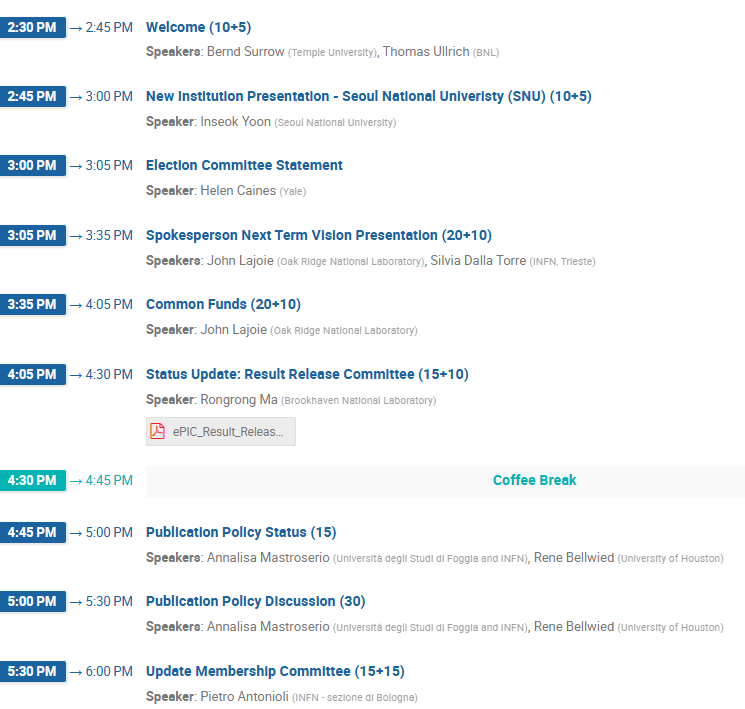 2:30 PM → 2:45 PM Welcome (10+5)
Speakers: Bernd Surrow (Temple University), Thomas Ullrich (BNL)
2:45 PM → 3:00 PM New Institution Presentation - Seoul National Univeristy (SNU) (10+5)
Speaker: Inseok Yoon (Seoul National University)
3:00 PM → 3:05 PM Election Committee Statement
Speaker: Helen Caines (Yale)
3:05 PM → 3:35 PM Spokesperson Next Term Vision Presentation (20+10)
Speakers: John Lajoie (Oak Ridge National Laboratory), Silvia Dalla Torre (INFN, Trieste)
3:35 PM → 4:05 PM Common Funds (20+10)
Speaker: John Lajoie (Oak Ridge National Laboratory)
4:05 PM → 4:30 PM Status Update: Result Release Committee (15+10)
Speaker: Rongrong Ma (Brookhaven National Laboratory)
ePIC_Result_Releas...
4:30 PM → 4:45 PM Coffee Break
4:45 PM → 5:00 PM Publication Policy Status (15)
Speakers: Annalisa Mastroserio (Università degli Studi di Foggia and INFN), Rene Bellwied (University of Houston)
5:00 PM → 5:30 PM Publication Policy Discussion (30)
Speakers: Annalisa Mastroserio (Università degli Studi di Foggia and INFN), Rene Bellwied (University of Houston)
5:30 PM → 6:00 PM Update Membership Committee (15+15)
Speaker: Pietro Antonioli (INFN - sezione di Bologna)